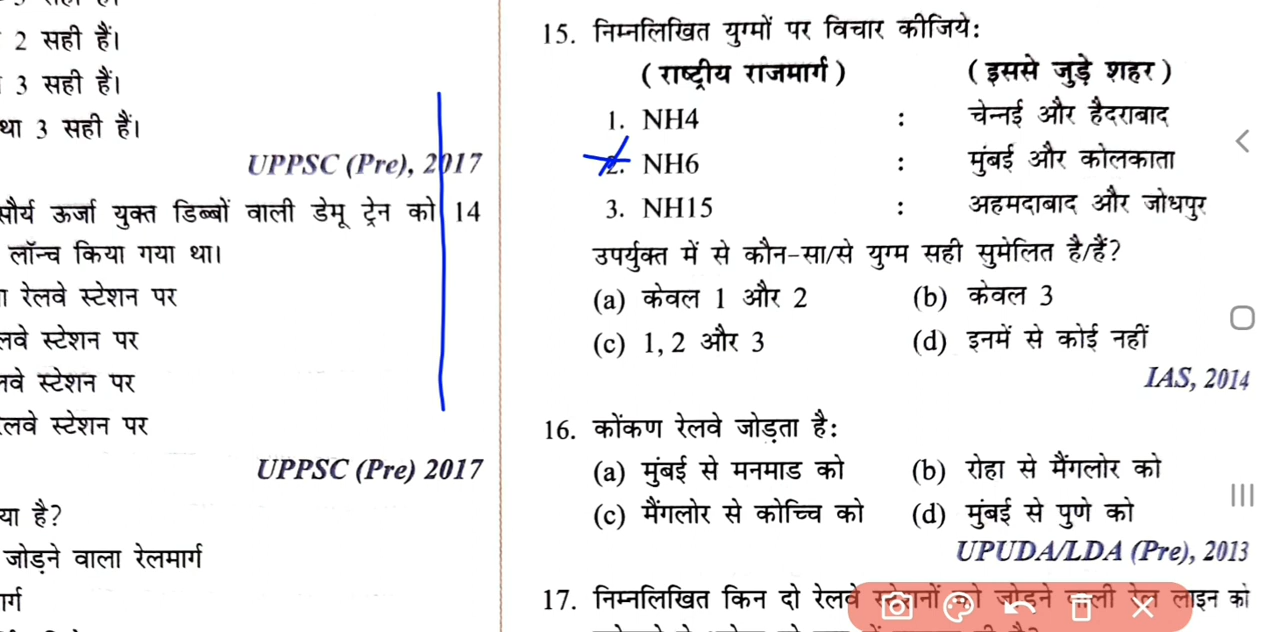 2 सही हैं।
3 सही हैं।
था 3 सही हैं।
UPPSC (Pre), 2017
सौर्य ऊर्जा युक्त डिब्बों वाली डेमू ट्रेन को 14
लॉन्च किया गया था।
रेलवे स्टेशन पर
लवे स्टेशन पर
नवे स्टेशन पर
रेलवे स्टेशन पर
UPPSC (Pre) 2017
या है?
जोड़ने वाला रेलमार्ग
15. निम्नलिखित युग्मों पर विचार कीजिये:
(राष्ट्रीय राजमार्ग) (इससे जुड़े शहर)
1. NH4 : चेन्नई और हैदराबाद
2. NH6 : मुंबई और कोलकाता
3. NH15 : अहमदाबाद और जोधपुर
उपर्युक्त में से कौन-सा/से युग्म सही सुमेलित है/हैं?
(a) केवल 1 और 2 (b) केवल 3
(c) 1, 2 और 3 (d) इनमें से कोई नहीं
IAS, 2014
16. कोंकण रेलवे जोड़ता है:
(a) मुंबई से मनमाड को (b) रोहा से मैंगलोर को
(c) मैंगलोर से कोच्चि को (d) मुंबई से पुणे को
UPUDA/LDA (Pre), 2013
17. निम्नलिखित किन दो रेलवे स्टेशनों को जोड़ने वाली रेल लाइन को